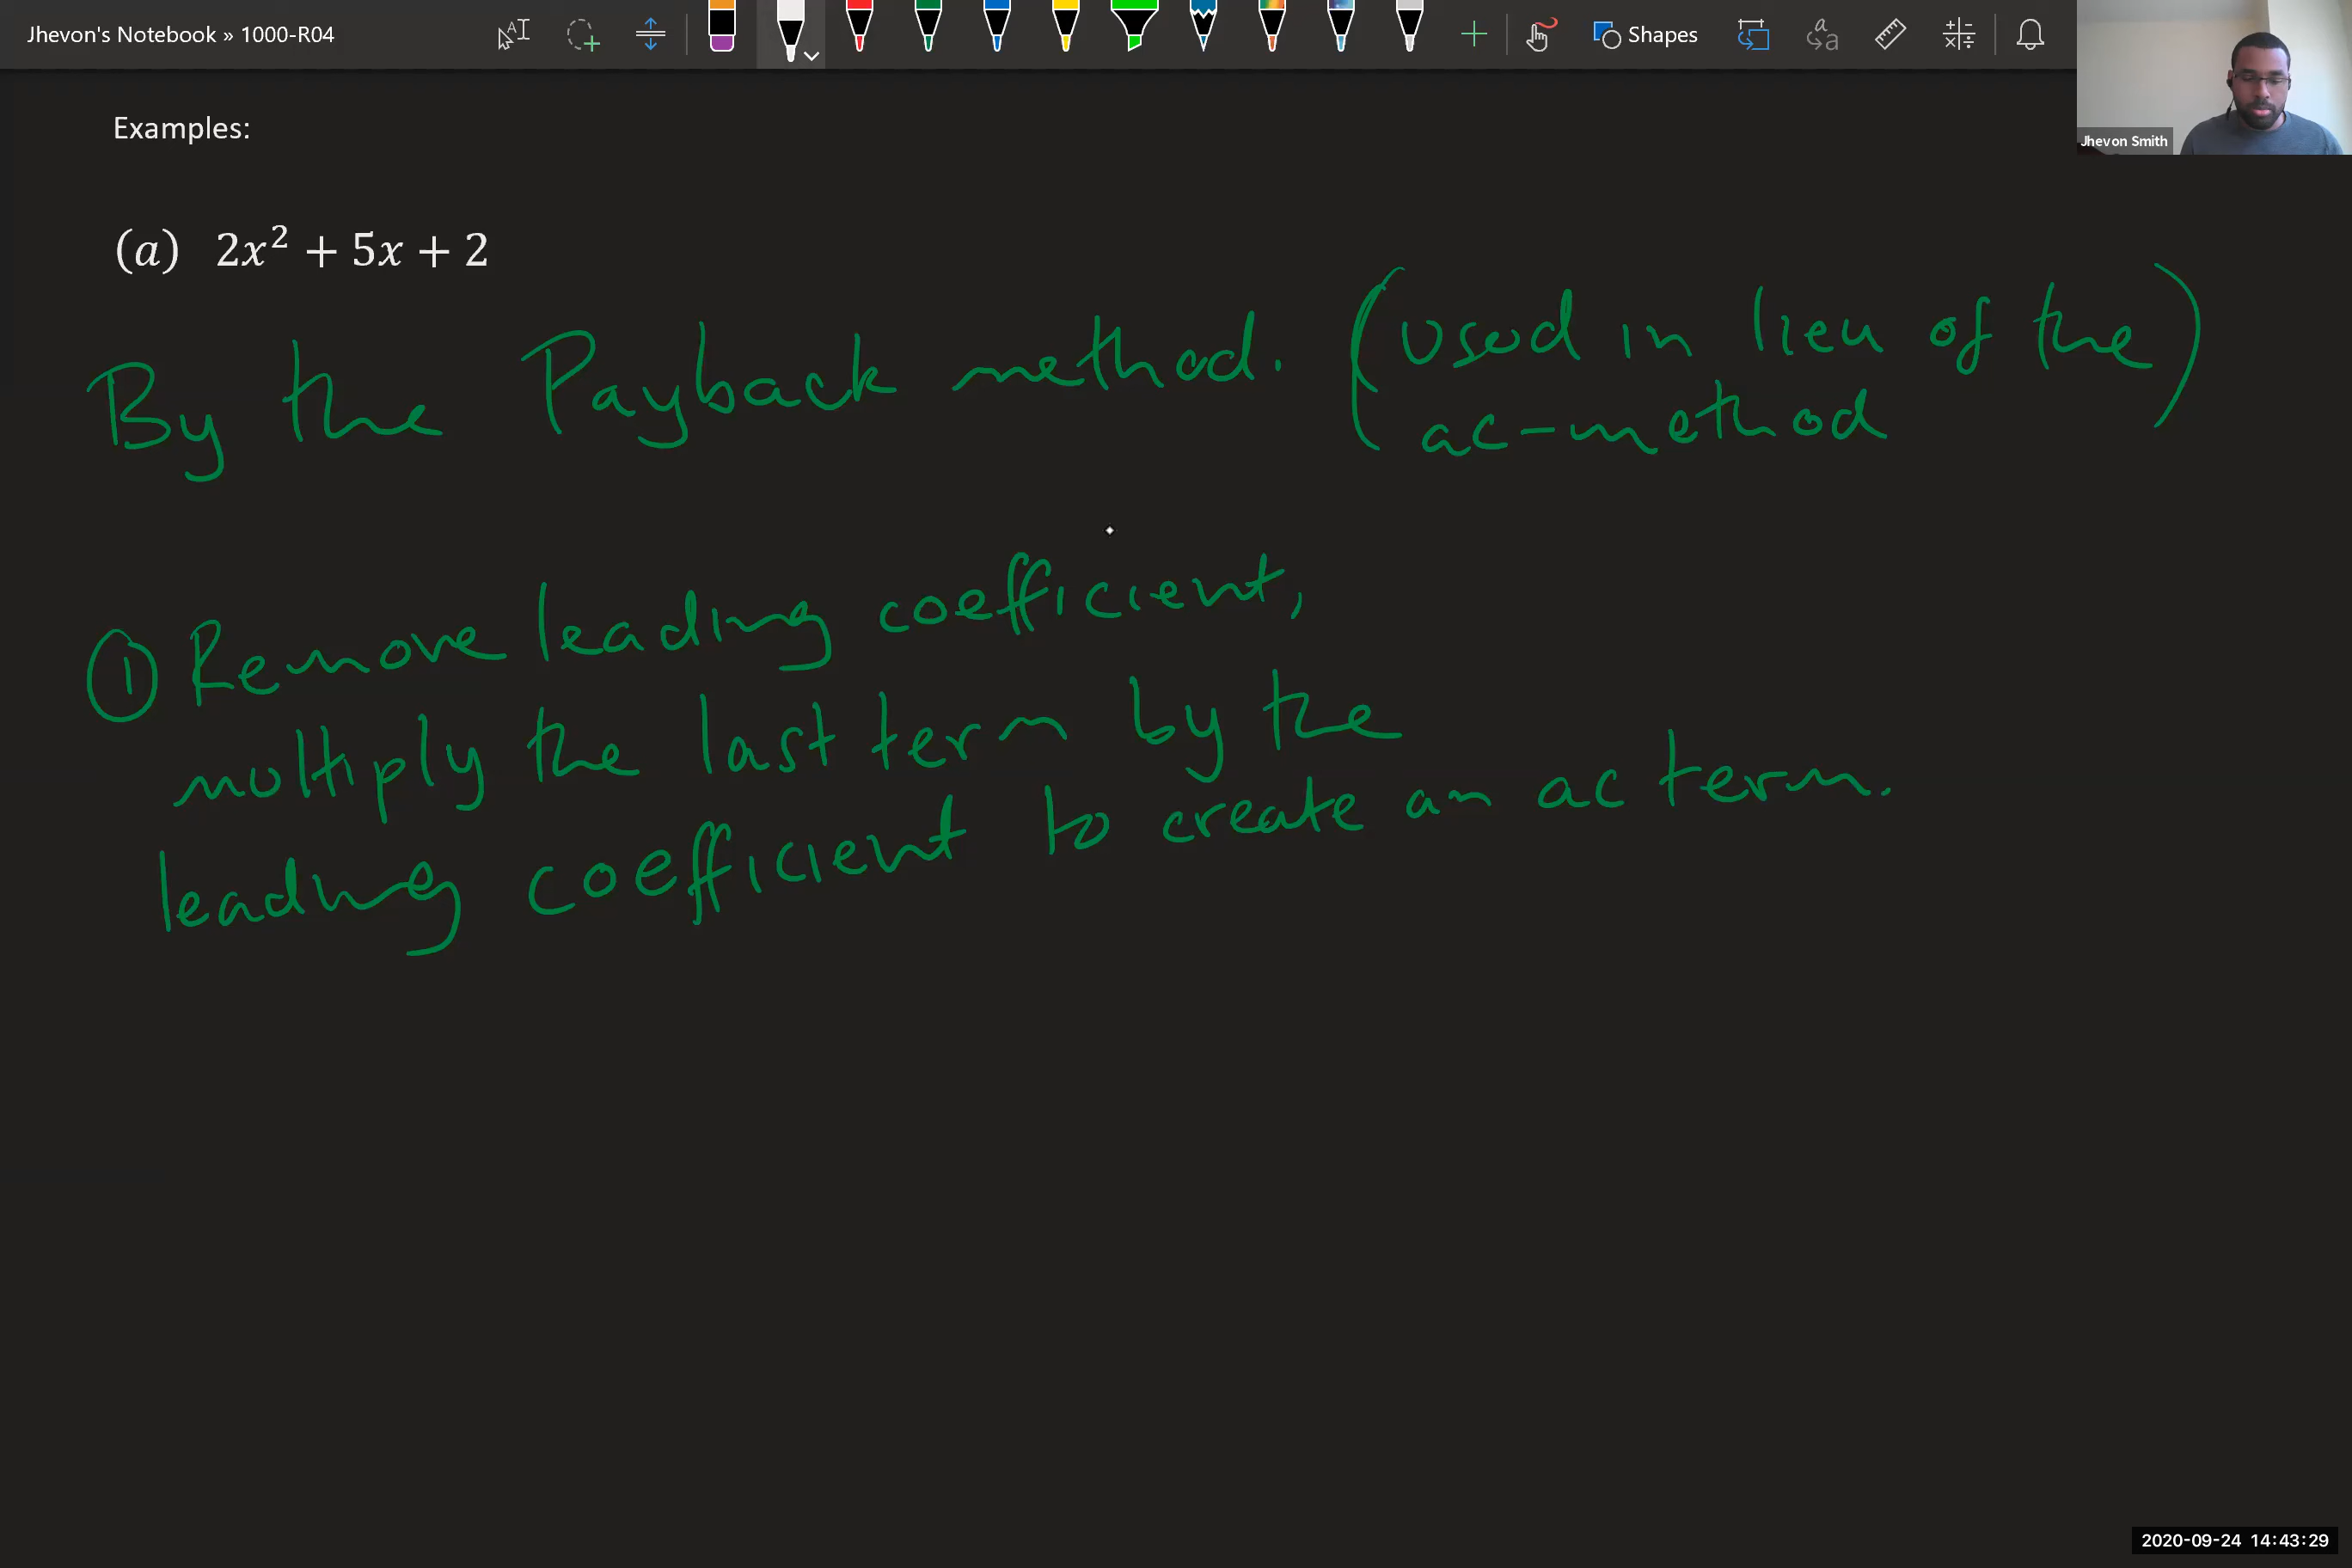 Jhevon's Notebook » 1000-R04
Shapes
Jhevon Smith
Examples:
(a) 2x² + 5x + 2
By the Payback method. (Used in lieu of the
ac-method)
① Remove leading coefficient,
multiply the last term by the
leading coefficient to create an ac term.
2020-09-24 14:43:29